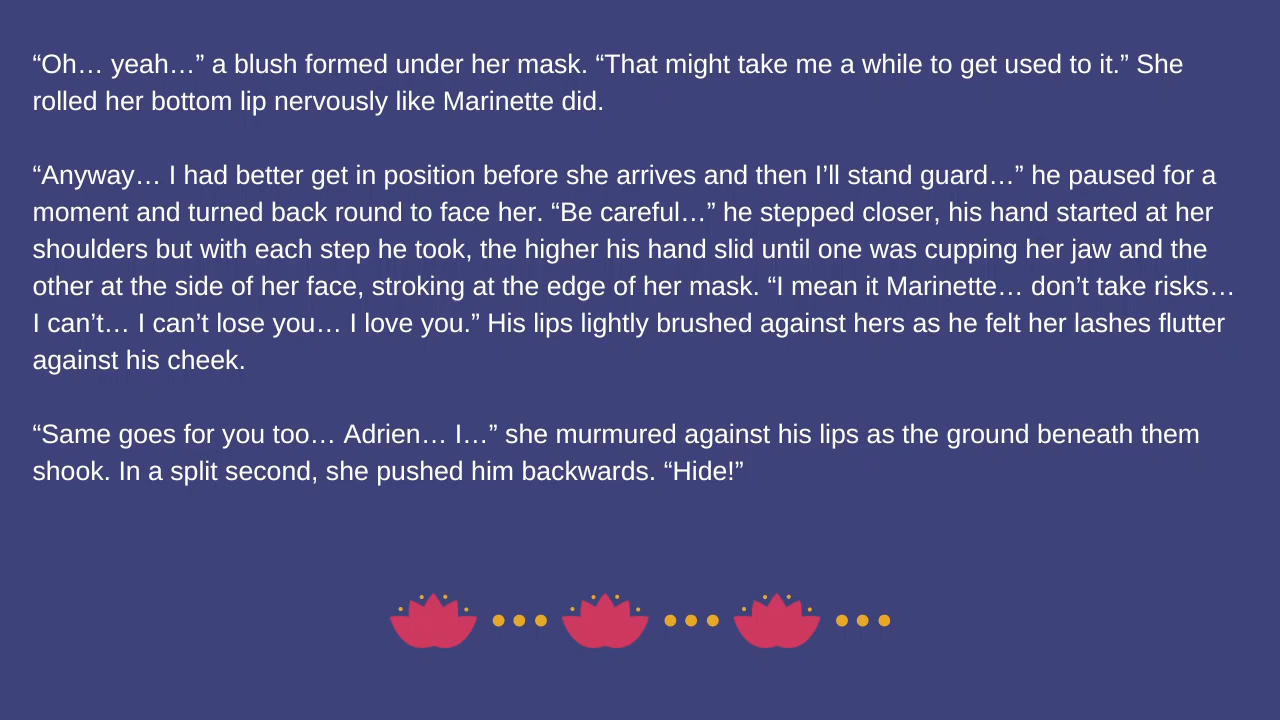 “Oh… yeah…” a blush formed under her mask. “That might take me a while to get used to it.” She
rolled her bottom lip nervously like Marinette did.
“Anyway… I had better get in position before she arrives and then I’ll stand guard…” he paused for a
moment and turned back round to face her. “Be careful…” he stepped closer, his hand started at her
shoulders but with each step he took, the higher his hand slid until one was cupping her jaw and the
other at the side of her face, stroking at the edge of her mask. “I mean it Marinette… don’t take risks…
I can’t… I can’t lose you… I love you.” His lips lightly brushed against hers as he felt her lashes flutter
against his cheek.
“Same goes for you too… Adrien… I…” she murmured against his lips as the ground beneath them
shook. In a split second, she pushed him backwards. “Hide!”